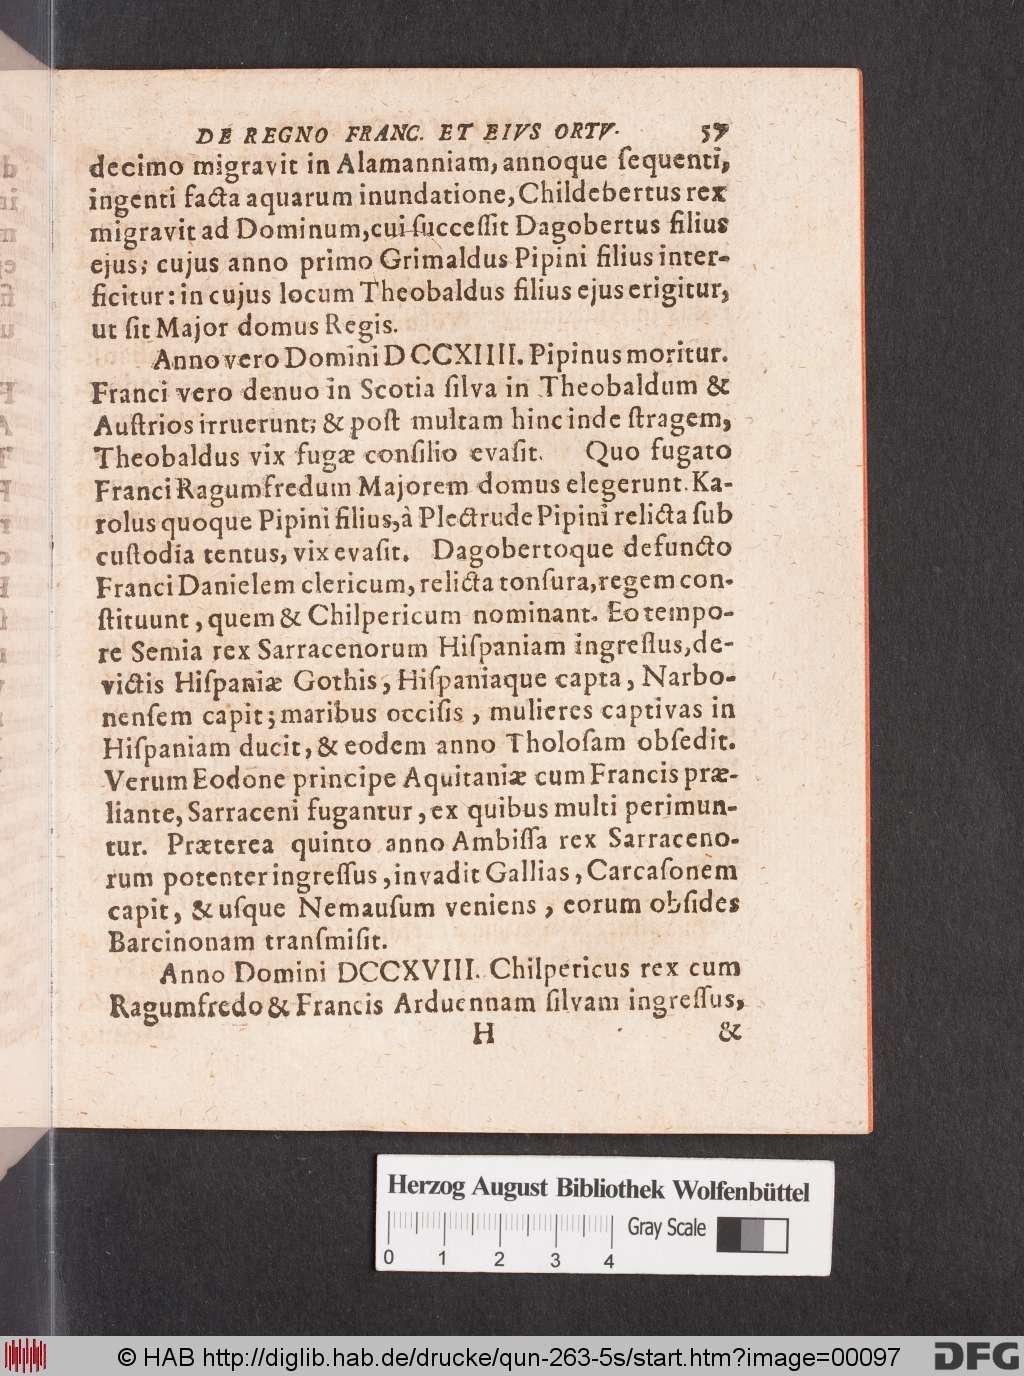 DE REGNO FRANC. ET EIVS ORTV. 57
decimo migravit in Alamanniam, annoque ſequenti,
ingenti facta aquarum inundatione, Childebertus rex
migravit ad Dominum, cui ſucceſſit Dagobertus filius
ejus; cujus anno primo Grimaldus Pipini filius inter-
ficitur: in cujus locum Theobaldus filius ejus erigitur,
ut ſit Major domus Regis.
Anno vero Domini DCCXIIII. Pipinus moritur.
Franci vero denuo in Scotia ſilva in Theobaldum &
Auſtrios irruerunt; & poſt multam hinc inde ſtragem,
Theobaldus vix fugæ conſilio evaſit. Quo fugato
Franci Ragumfredum Majorem domus elegerunt. Ka-
rolus quoque Pipini filius, à Plectrude Pipini relicta ſub
cuſtodia tentus, vix evaſit. Dagobertoque defuncto
Franci Danielem clericum, relicta tonſura, regem con-
ſtituunt, quem & Chilpericum nominant. Eo tempo-
re Semia rex Sarracenorum Hiſpaniam ingreſſus, de-
victis Hiſpaniæ Gothis, Hiſpaniaque capta, Narbo-
nenſem capit; maribus occiſis, mulieres captivas in
Hiſpaniam ducit, & eodem anno Tholoſam obſedit.
Verum Eodone principe Aquitaniæ cum Francis præ-
liante, Sarraceni fugantur, ex quibus multi perimun-
tur. Præterea quinto anno Ambiſſa rex Sarraceno-
rum potenter ingreſſus, invadit Gallias, Carcaſonem
capit, & uſque Nemauſum veniens, eorum obſides
Barcinonam tranſmiſit.
Anno Domini DCCXVIII. Chilpericus rex cum
Ragumfredo & Francis Arduennam ſilvam ingreſſus,
H &
Herzog August Bibliothek Wolfenbüttel
Gray Scale
0 1 2 3 4
© HAB http://diglib.hab.de/drucke/qun-263-5s/start.htm?image=00097
DFG